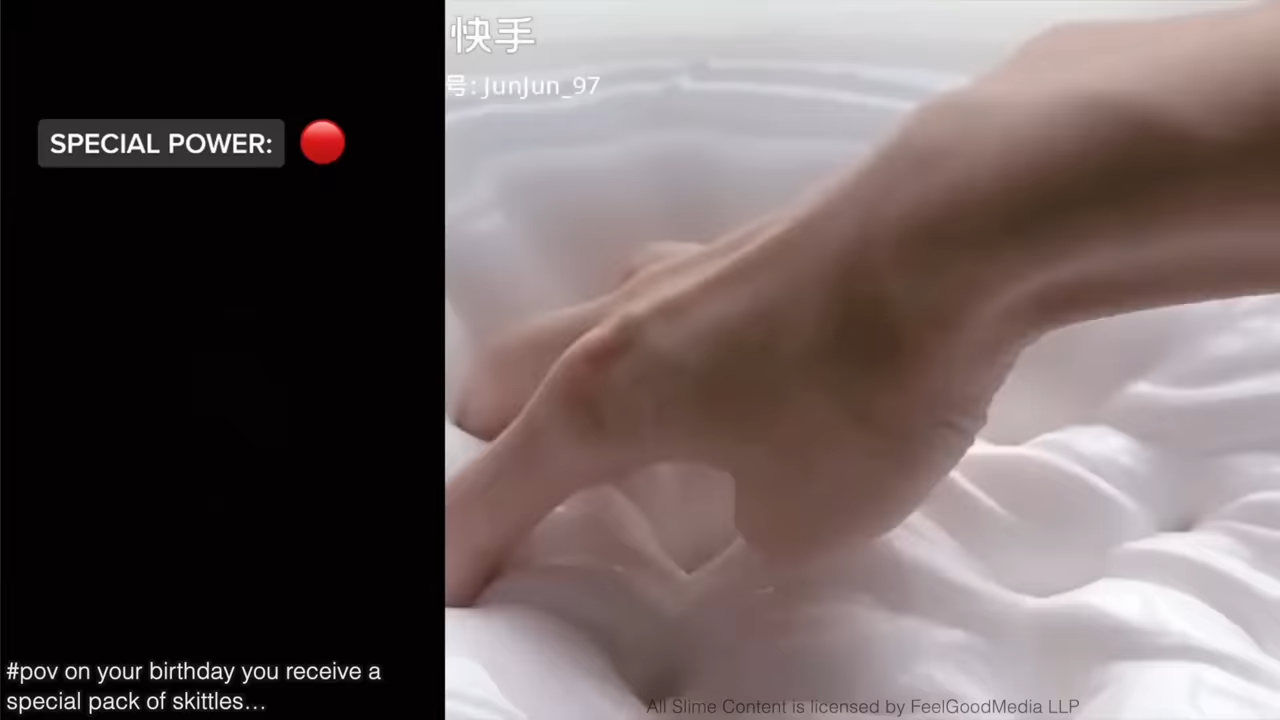 快手
号: JunJun_97
SPECIAL POWER:
#pov on your birthday you receive a
special pack of skittles...
All Slime Content is licensed by FeelGoodMedia LLP